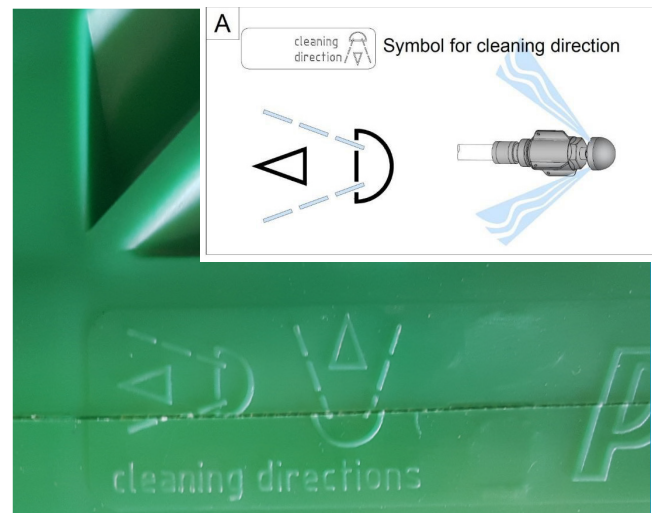 A
cleaning
direction
Symbol for cleaning direction
cleaning directions